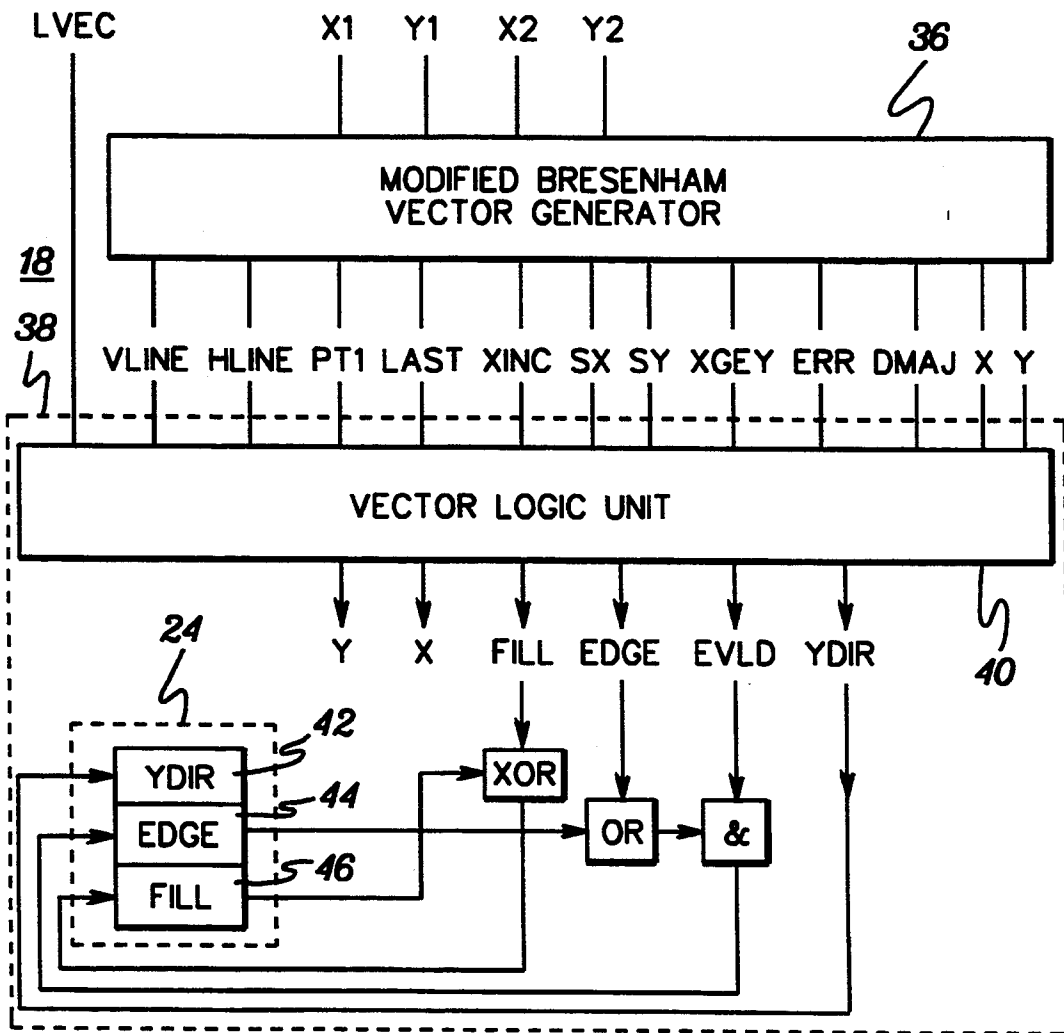 LVEC X1 Y1 X2 Y2
36
MODIFIED BRESENHAM
VECTOR GENERATOR
18
38
VLINE HLINE PT1 LAST XINC SX SY XGEY ERR DMAJ X Y
VECTOR LOGIC UNIT
40
Y X FILL EDGE EVLD YDIR
24
42
YDIR
XOR
44
EDGE
OR
&
46
FILL